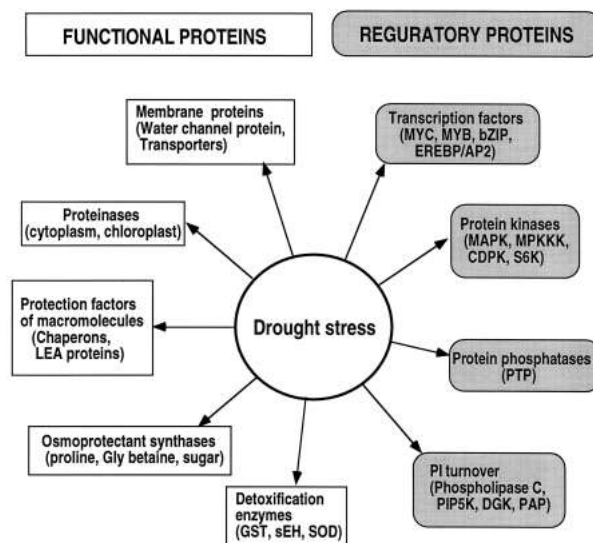 FUNCTIONAL PROTEINS
REGURATORY PROTEINS
Membrane proteins
(Water channel protein,
Transporters)
Transcription factors
(MYC, MYB, bZIP,
EREBP/AP2)
Proteinases
(cytoplasm, chloroplast)
Protein kinases
(MAPK, MPKKK,
CDPK, S6K)
Protection factors
of macromolecules
(Chaperons,
LEA proteins)
Drought stress
Protein phosphatases
(PTP)
Osmoprotectant synthases
(proline, Gly betaine, sugar)
PI turnover
(Phospholipase C,
PIP5K, DGK, PAP)
Detoxification
enzymes
(GST, sEH, SOD)